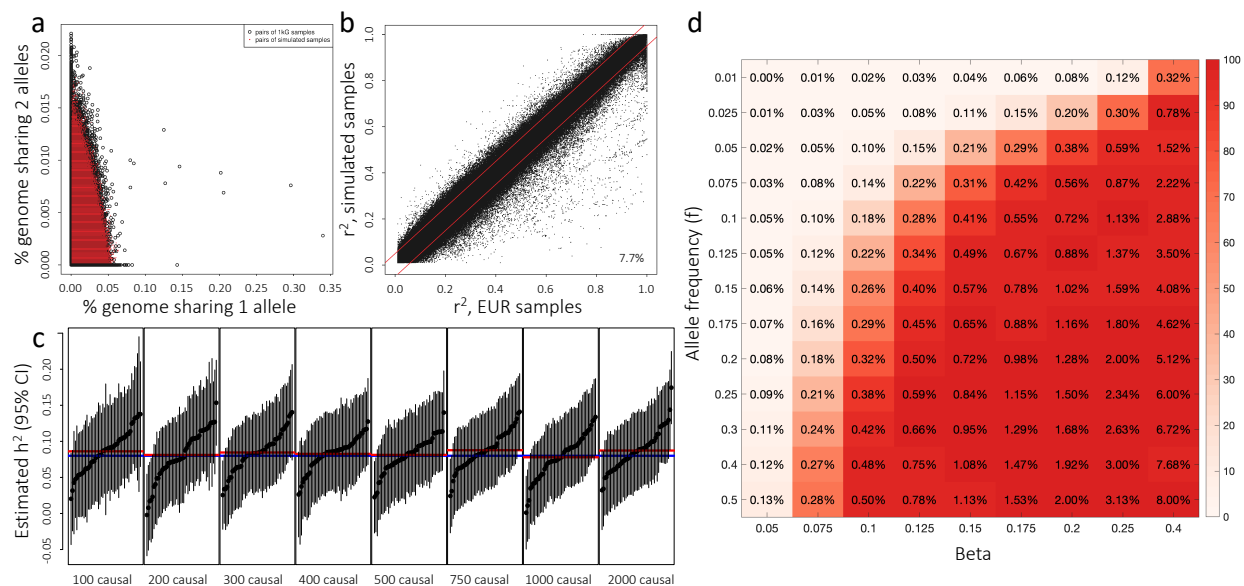 a
pairs of 1kG samples
pairs of simulated samples
% genome sharing 2 alleles
0.020
0.015
0.010
0.005
0.000
0.00 0.05 0.10 0.15 0.20 0.25 0.30 0.35
% genome sharing 1 allele
b
r², simulated samples
1.0
0.8
0.6
0.4
0.2
0.0
7.7%
0.0 0.2 0.4 0.6 0.8 1.0
r², EUR samples
c
Estimated h² (95% CI)
0.20
0.15
0.10
0.05
0.00
-0.05
100 causal 200 causal 300 causal 400 causal 500 causal 750 causal 1000 causal 2000 causal
d
Allele frequency (f)
0.01 0.00% 0.01% 0.02% 0.03% 0.04% 0.06% 0.08% 0.12% 0.32%
0.025 0.01% 0.03% 0.05% 0.08% 0.11% 0.15% 0.20% 0.30% 0.78%
0.05 0.02% 0.05% 0.10% 0.15% 0.21% 0.29% 0.38% 0.59% 1.52%
0.075 0.03% 0.08% 0.14% 0.22% 0.31% 0.42% 0.56% 0.87% 2.22%
0.1 0.05% 0.10% 0.18% 0.28% 0.41% 0.55% 0.72% 1.13% 2.88%
0.125 0.05% 0.12% 0.22% 0.34% 0.49% 0.67% 0.88% 1.37% 3.50%
0.15 0.06% 0.14% 0.26% 0.40% 0.57% 0.78% 1.02% 1.59% 4.08%
0.175 0.07% 0.16% 0.29% 0.45% 0.65% 0.88% 1.16% 1.80% 4.62%
0.2 0.08% 0.18% 0.32% 0.50% 0.72% 0.98% 1.28% 2.00% 5.12%
0.25 0.09% 0.21% 0.38% 0.59% 0.84% 1.15% 1.50% 2.34% 6.00%
0.3 0.11% 0.24% 0.42% 0.66% 0.95% 1.29% 1.68% 2.63% 6.72%
0.4 0.12% 0.27% 0.48% 0.75% 1.08% 1.47% 1.92% 3.00% 7.68%
0.5 0.13% 0.28% 0.50% 0.78% 1.13% 1.53% 2.00% 3.13% 8.00%
0.05 0.075 0.1 0.125 0.15 0.175 0.2 0.25 0.4
Beta
100
90
80
70
60
50
40
30
20
10
0